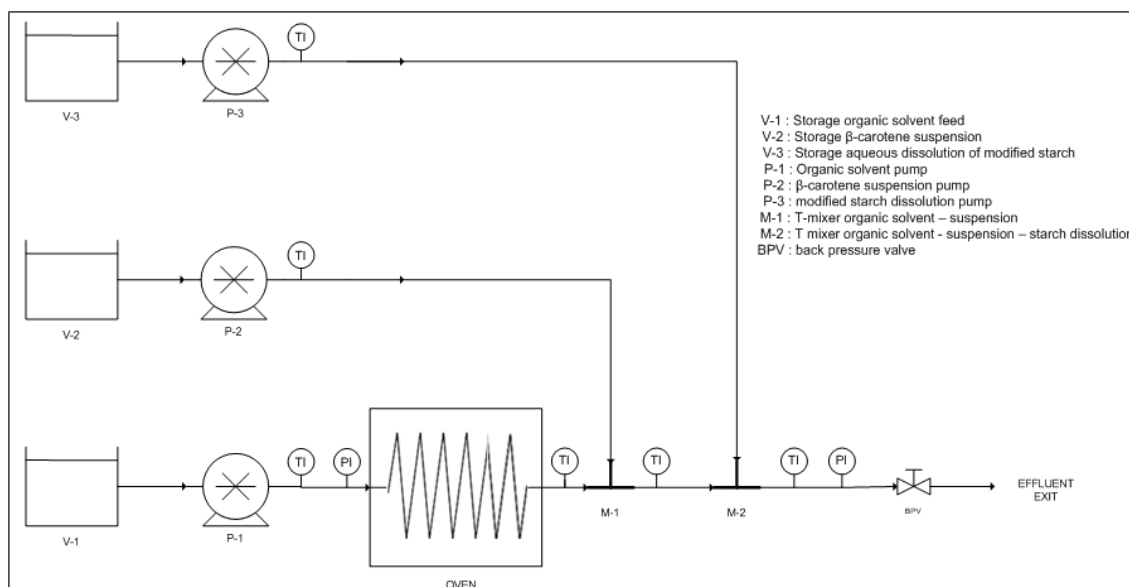 TI
V-3
P-3
V-1 : Storage organic solvent feed
V-2 : Storage β-carotene suspension
V-3 : Storage aqueous dissolution of modified starch
P-1 : Organic solvent pump
P-2 : β-carotene suspension pump
P-3 : modified starch dissolution pump
M-1 : T-mixer organic solvent – suspension
M-2 : T mixer organic solvent - suspension – starch dissolution
BPV : back pressure valve
TI
V-2
P-2
TI
PI
TI
TI
TI
PI
EFFLUENT
EXIT
M-1
M-2
BPV
V-1
P-1
OVEN